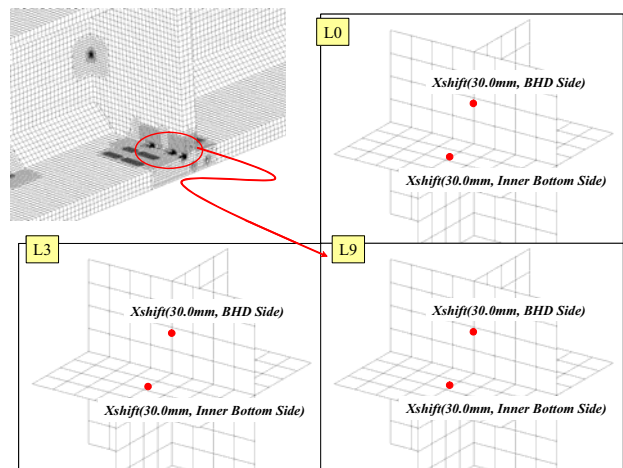 L0
Xshift(30.0mm, BHD Side)
Xshift(30.0mm, Inner Bottom Side)
L3
Xshift(30.0mm, BHD Side)
Xshift(30.0mm, Inner Bottom Side)
L9
Xshift(30.0mm, BHD Side)
Xshift(30.0mm, Inner Bottom Side)